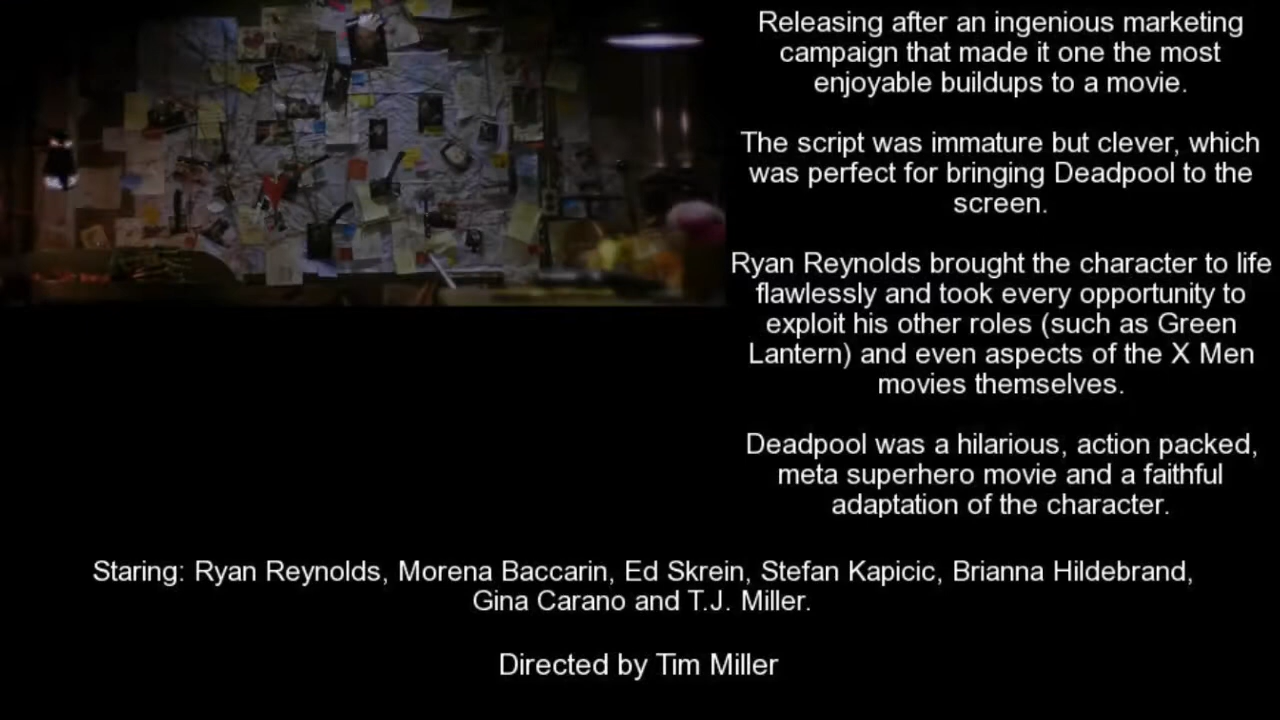 Releasing after an ingenious marketing
campaign that made it one the most
enjoyable buildups to a movie.
The script was immature but clever, which
was perfect for bringing Deadpool to the
screen.
Ryan Reynolds brought the character to life
flawlessly and took every opportunity to
exploit his other roles (such as Green
Lantern) and even aspects of the X Men
movies themselves.
Deadpool was a hilarious, action packed,
meta superhero movie and a faithful
adaptation of the character.
Staring: Ryan Reynolds, Morena Baccarin, Ed Skrein, Stefan Kapicic, Brianna Hildebrand,
Gina Carano and T.J. Miller.
Directed by Tim Miller